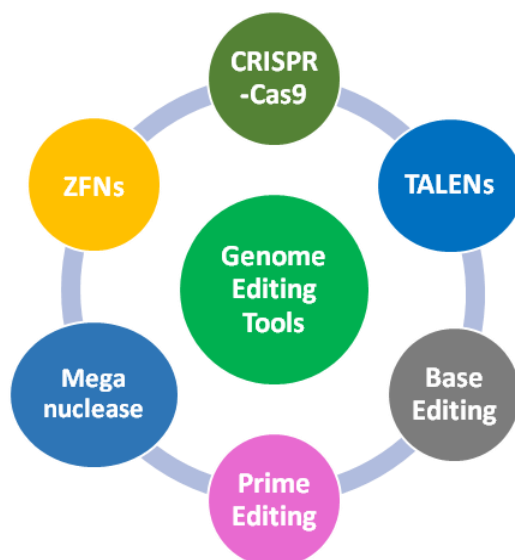 CRISPR
-Cas9
TALENs
Base
Editing
Prime
Editing
Mega
nuclease
ZFNs
Genome
Editing
Tools